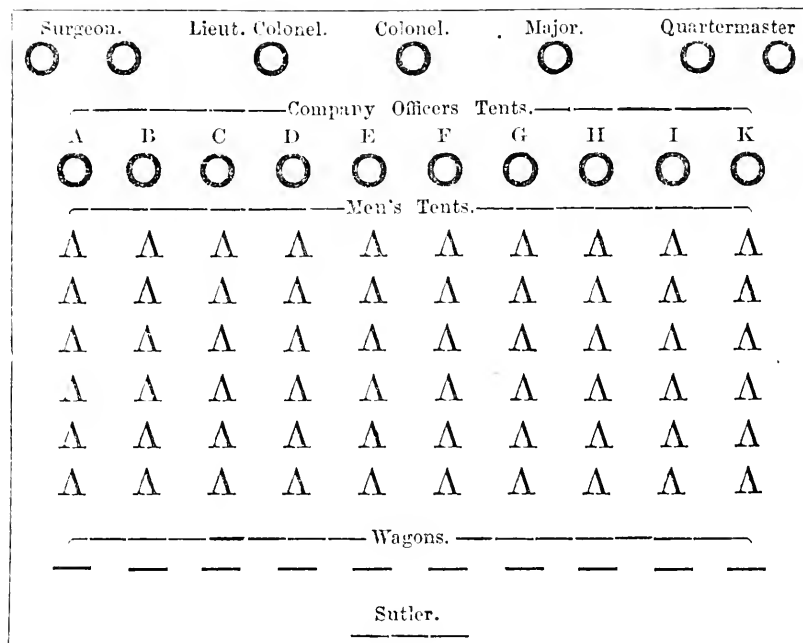 Surgeon. Lieut. Colonel. Colonel. Major. Quartermaster
Company Officers Tents.
A B C D E F G H I K
Men's Tents.
Λ Λ Λ Λ Λ Λ Λ Λ Λ Λ
Λ Λ Λ Λ Λ Λ Λ Λ Λ Λ
Λ Λ Λ Λ Λ Λ Λ Λ Λ Λ
Λ Λ Λ Λ Λ Λ Λ Λ Λ Λ
Λ Λ Λ Λ Λ Λ Λ Λ Λ Λ
Λ Λ Λ Λ Λ Λ Λ Λ Λ Λ
Wagons.
Sutler.